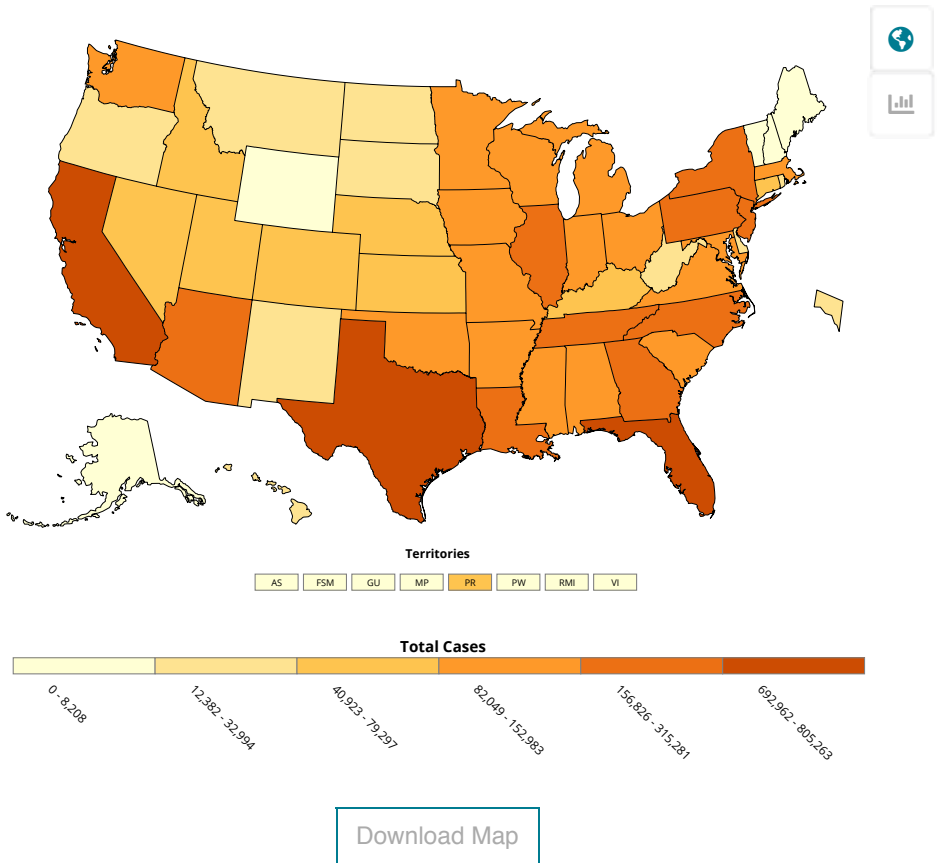 Territories
AS FSM GU MP PR PW RMI VI
Total Cases
0 - 8,208
12,382 - 32,994
40,923 - 79,297
82,049 - 152,983
156,826 - 315,281
692,962 - 805,263
Download Map